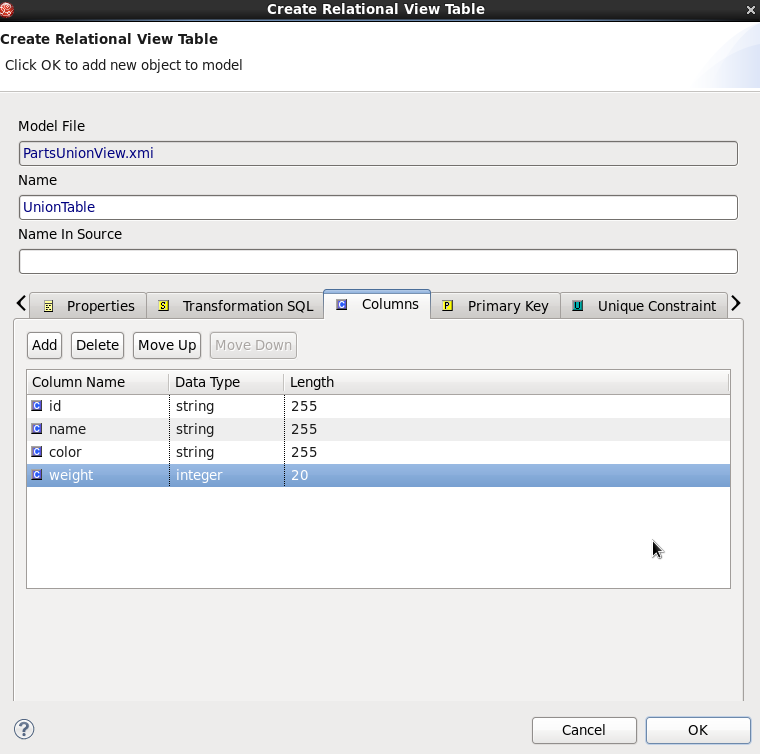 Create Relational View Table
Create Relational View Table
Click OK to add new object to model
Model File
PartsUnionView.xmi
Name
UnionTable
Name In Source
Properties S Transformation SQL C Columns P Primary Key U Unique Constraint
Add Delete Move Up Move Down
Column Name Data Type Length
C id string 255
C name string 255
C color string 255
C weight integer 20
? Cancel OK